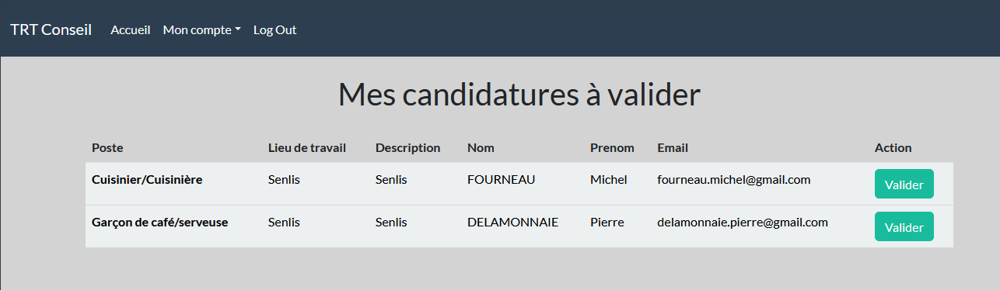 TRT Conseil Accueil Mon compte Log Out
Mes candidatures à valider
Poste Lieu de travail Description Nom Prenom Email Action
Cuisinier/Cuisinière Senlis Senlis FOURNEAU Michel fourneau.michel@gmail.com Valider
Garçon de café/serveuse Senlis Senlis DELAMONNAIE Pierre delamonnaie.pierre@gmail.com Valider